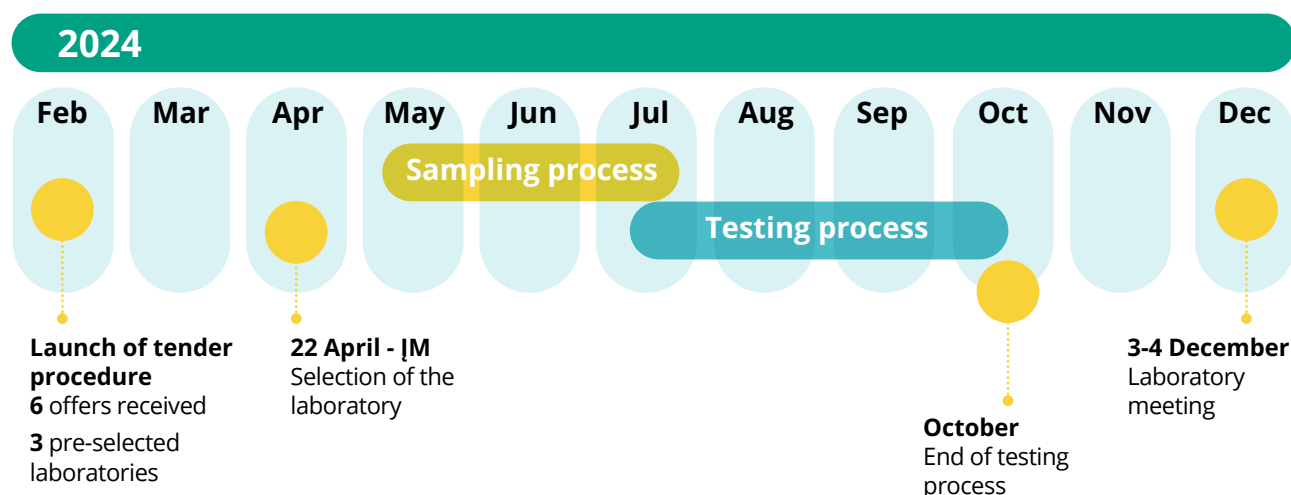 2024
Feb Mar Apr May Jun Jul Aug Sep Oct Nov Dec
Sampling process
Testing process
Launch of tender
procedure
6 offers received
3 pre-selected
laboratories
22 April - ĮM
Selection of the
laboratory
October
End of testing
process
3-4 December
Laboratory
meeting